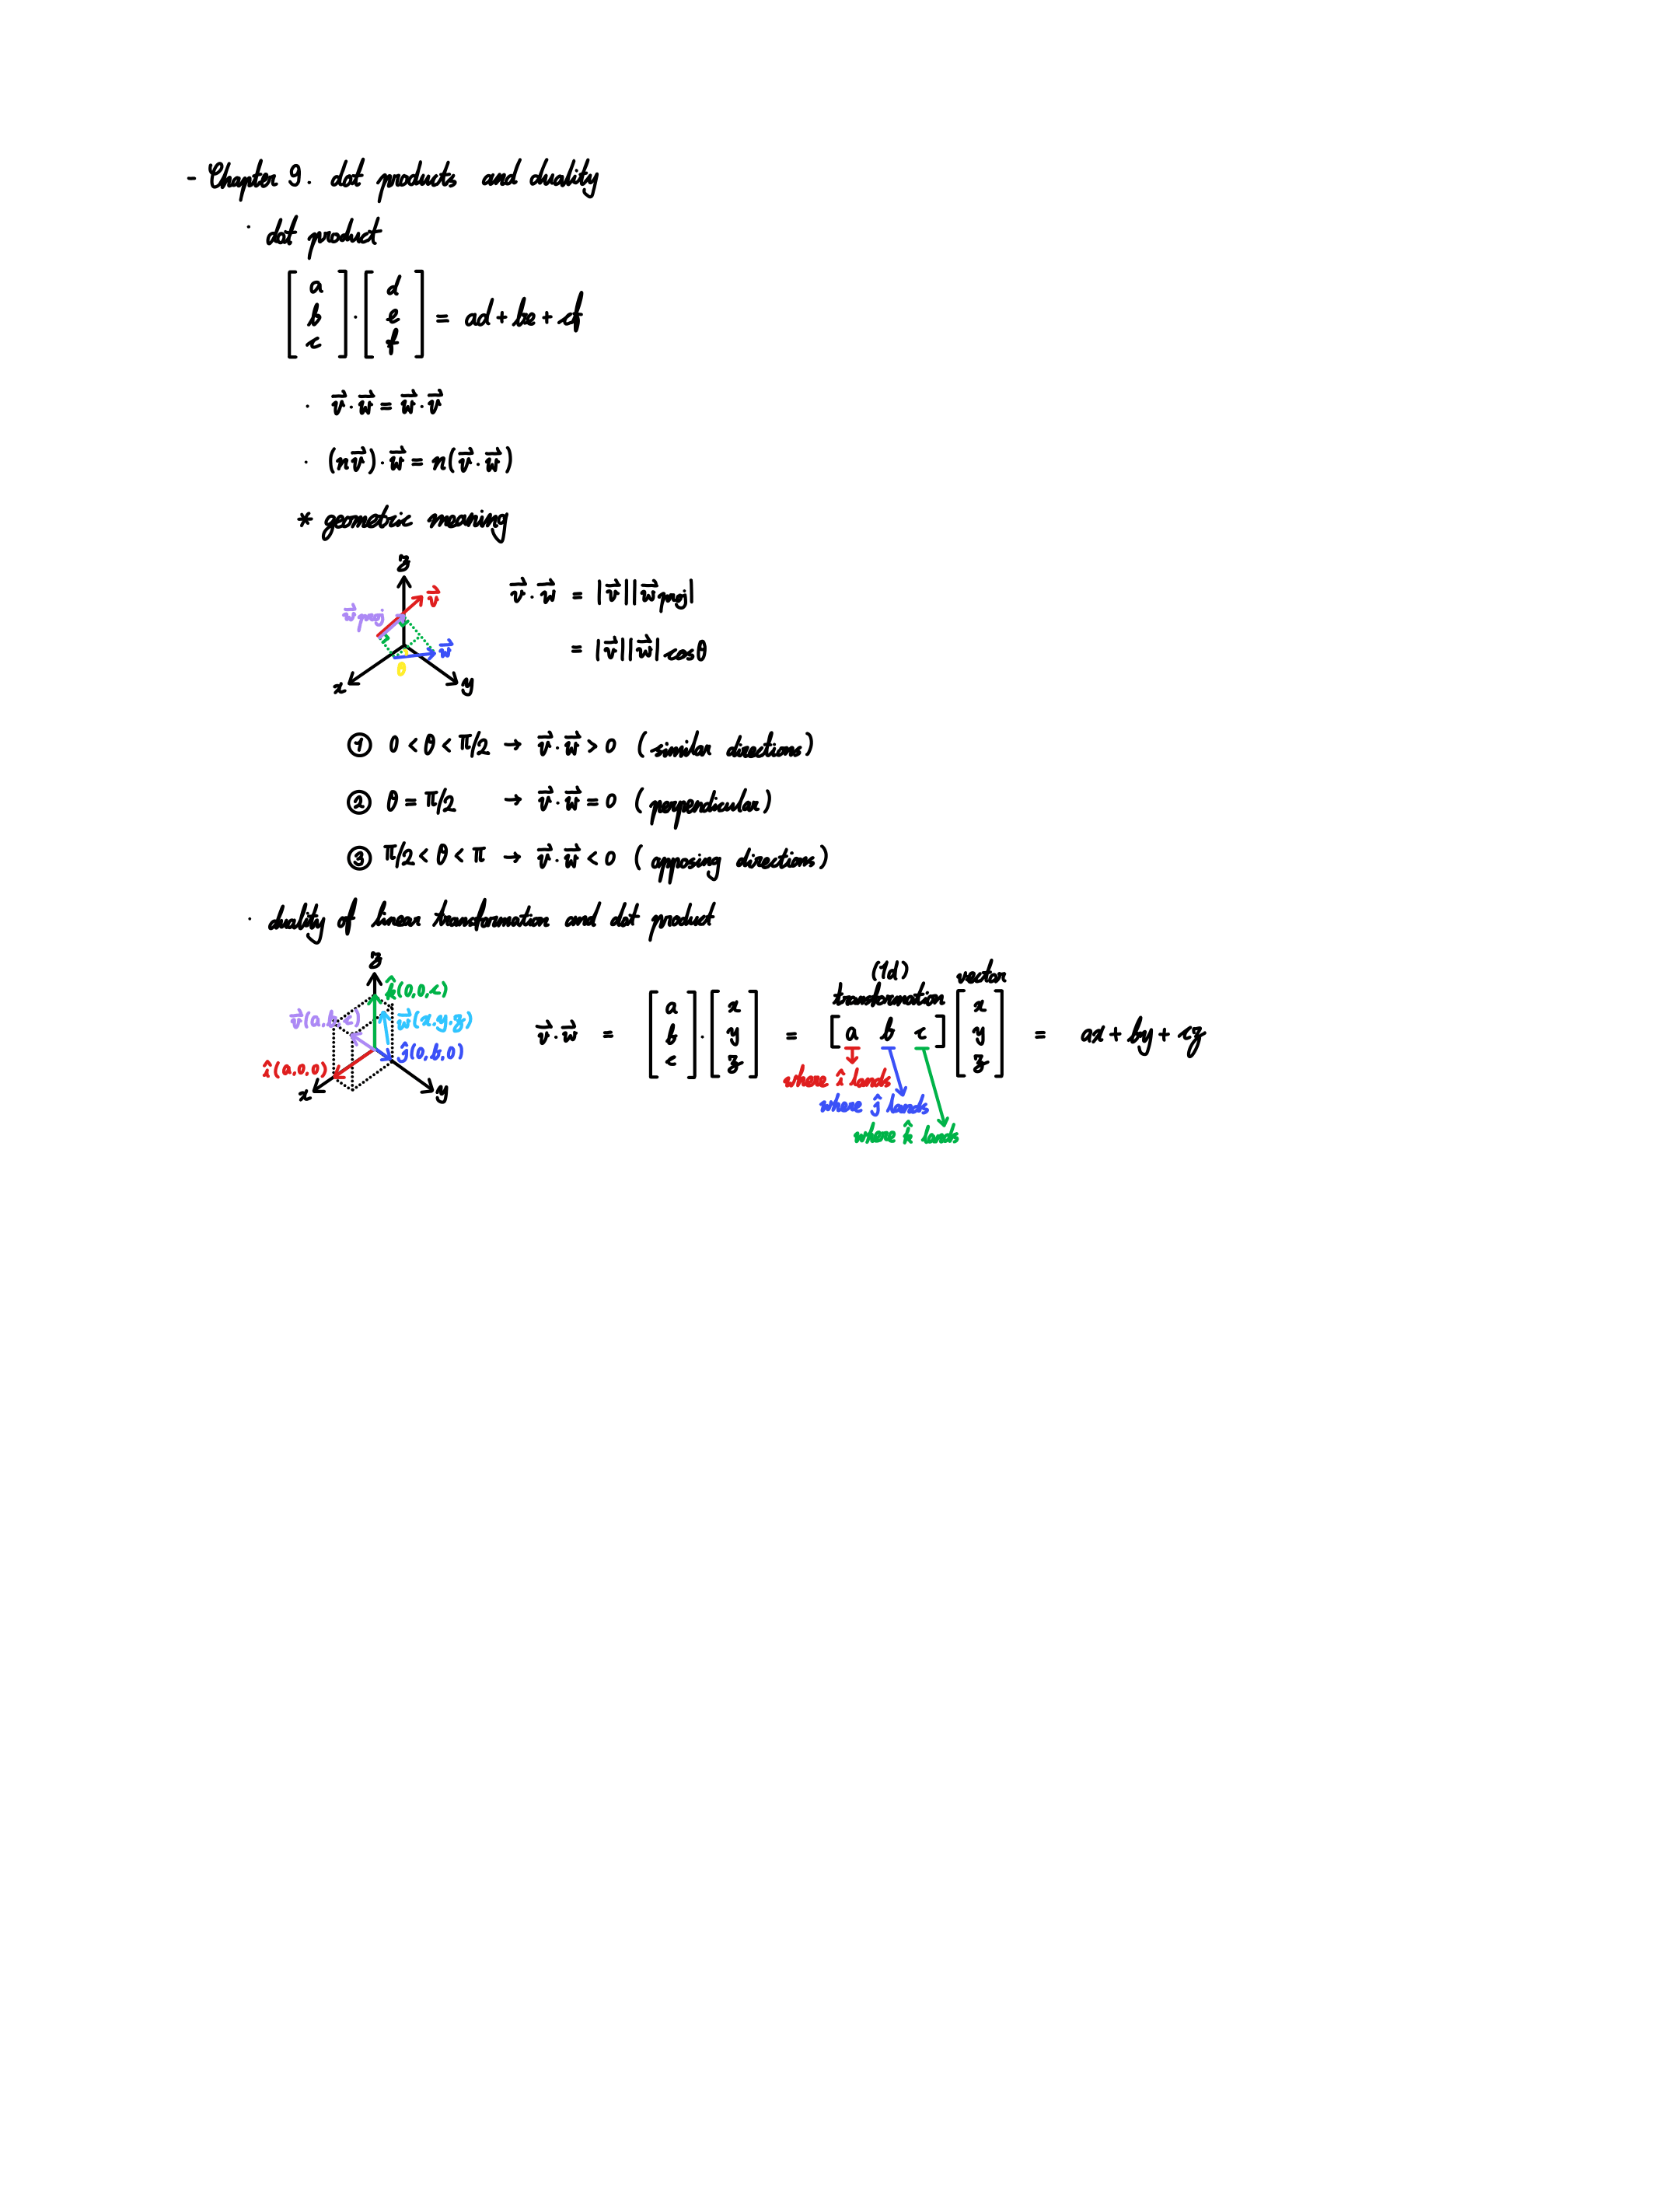 - Chapter 9. dot products and duality
· dot product
[a b c] · [d e f] = ad + be + cf
· v⃗ · w⃗ = w⃗ · v⃗
· (nv⃗) · w⃗ = n(v⃗ · w⃗)
* geometric meaning
z
v⃗
w⃗proj
w⃗
θ
x
y
v⃗ · w⃗ = |v⃗||w⃗proj|
= |v⃗||w⃗| cosθ
① 0 < θ < π/2 → v⃗ · w⃗ > 0 (similar directions)
② θ = π/2 → v⃗ · w⃗ = 0 (perpendicular)
③ π/2 < θ < π → v⃗ · w⃗ < 0 (opposing directions)
· duality of linear transformation and dot product
z
k̂(0,0,c)
v⃗(a,b,c)
w⃗(x,y,z)
ĵ(0,b,0)
î(a,0,0)
x
y
(1d)
transformation vector
v⃗ · w⃗ = [a b c] · [x y z] = [a b c] [x y z] = ax + by + cz
where î lands
where ĵ lands
where k̂ lands